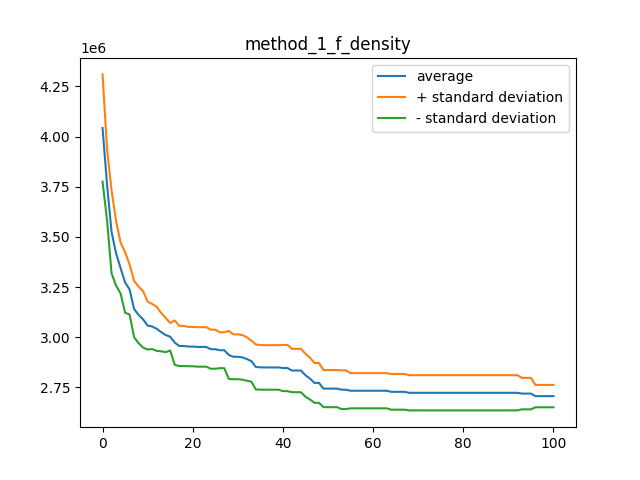 method_1_f_density
1e6
4.25
4.00
3.75
3.50
3.25
3.00
2.75
average
+ standard deviation
- standard deviation
0 20 40 60 80 100